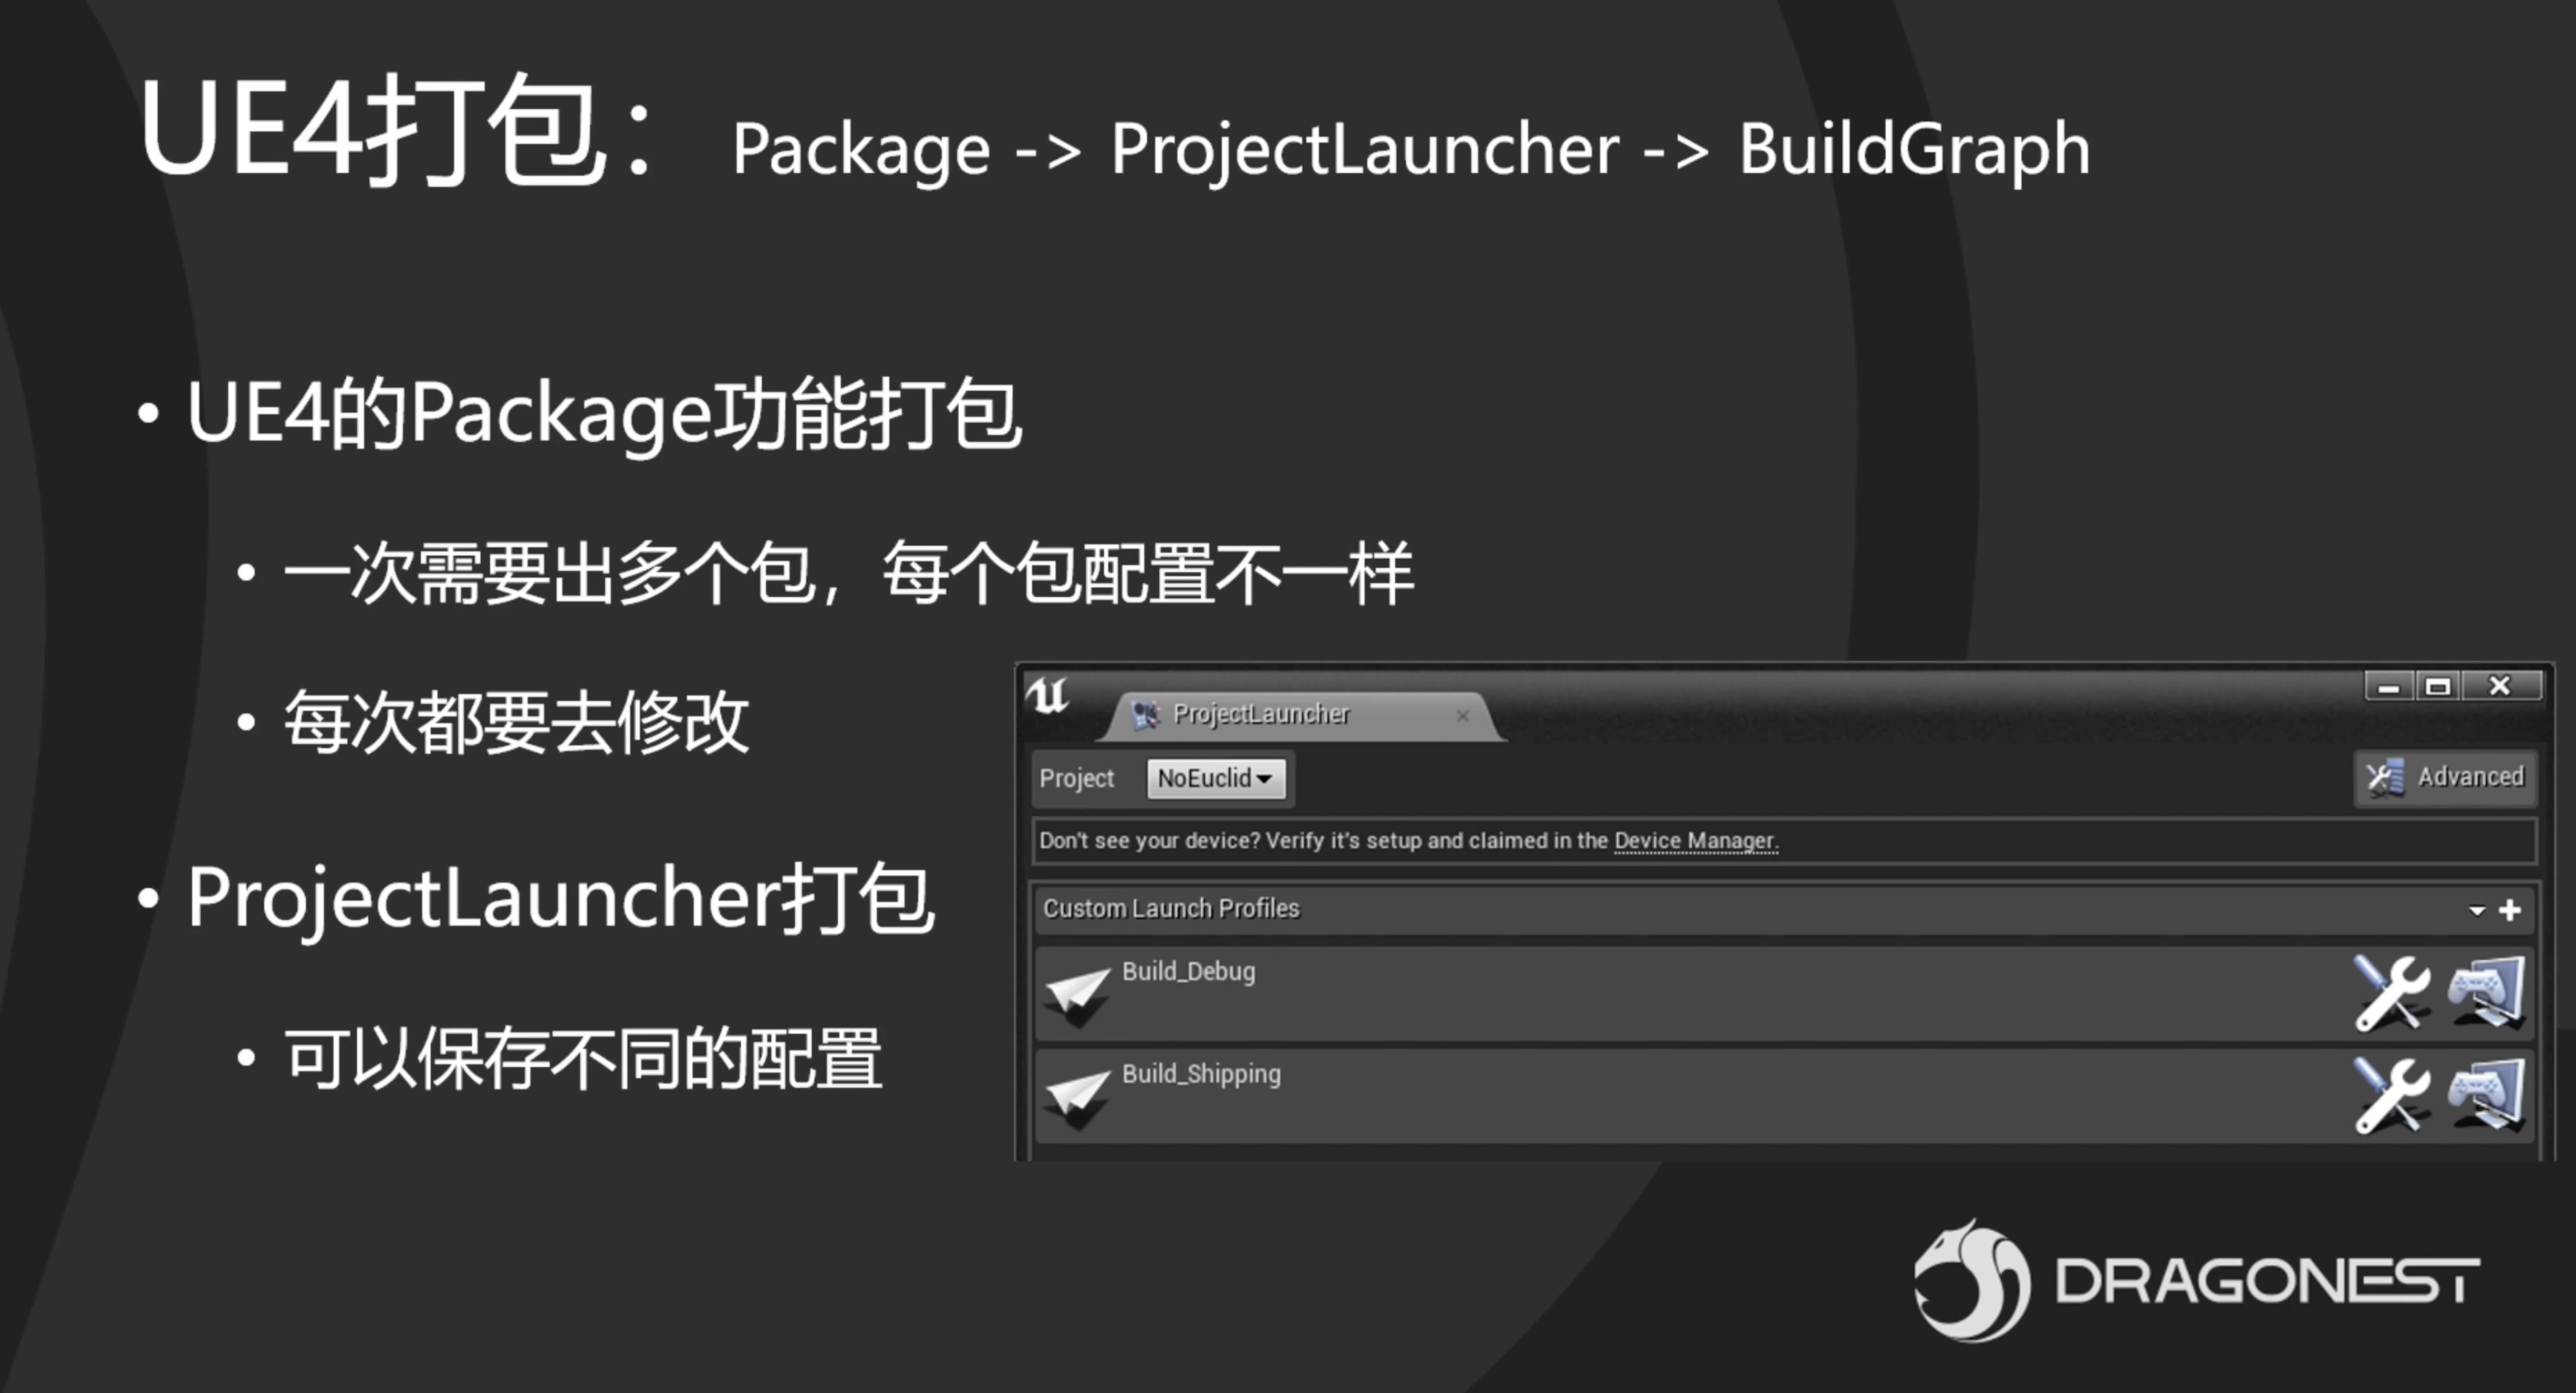 UE4打包： Package -> ProjectLauncher -> BuildGraph
• UE4的Package功能打包
• 一次需要出多个包，每个包配置不一样
• 每次都要去修改
• ProjectLauncher打包
• 可以保存不同的配置
ProjectLauncher
Project NoEuclid
Advanced
Don't see your device? Verify it's setup and claimed in the Device Manager.
Custom Launch Profiles
Build_Debug
Build_Shipping
DRAGONEST